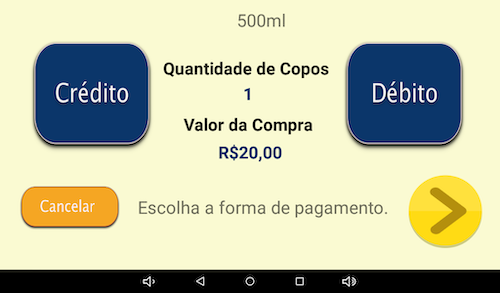 500ml
Crédito
Quantidade de Copos
1
Valor da Compra
R$20,00
Débito
Cancelar
Escolha a forma de pagamento.